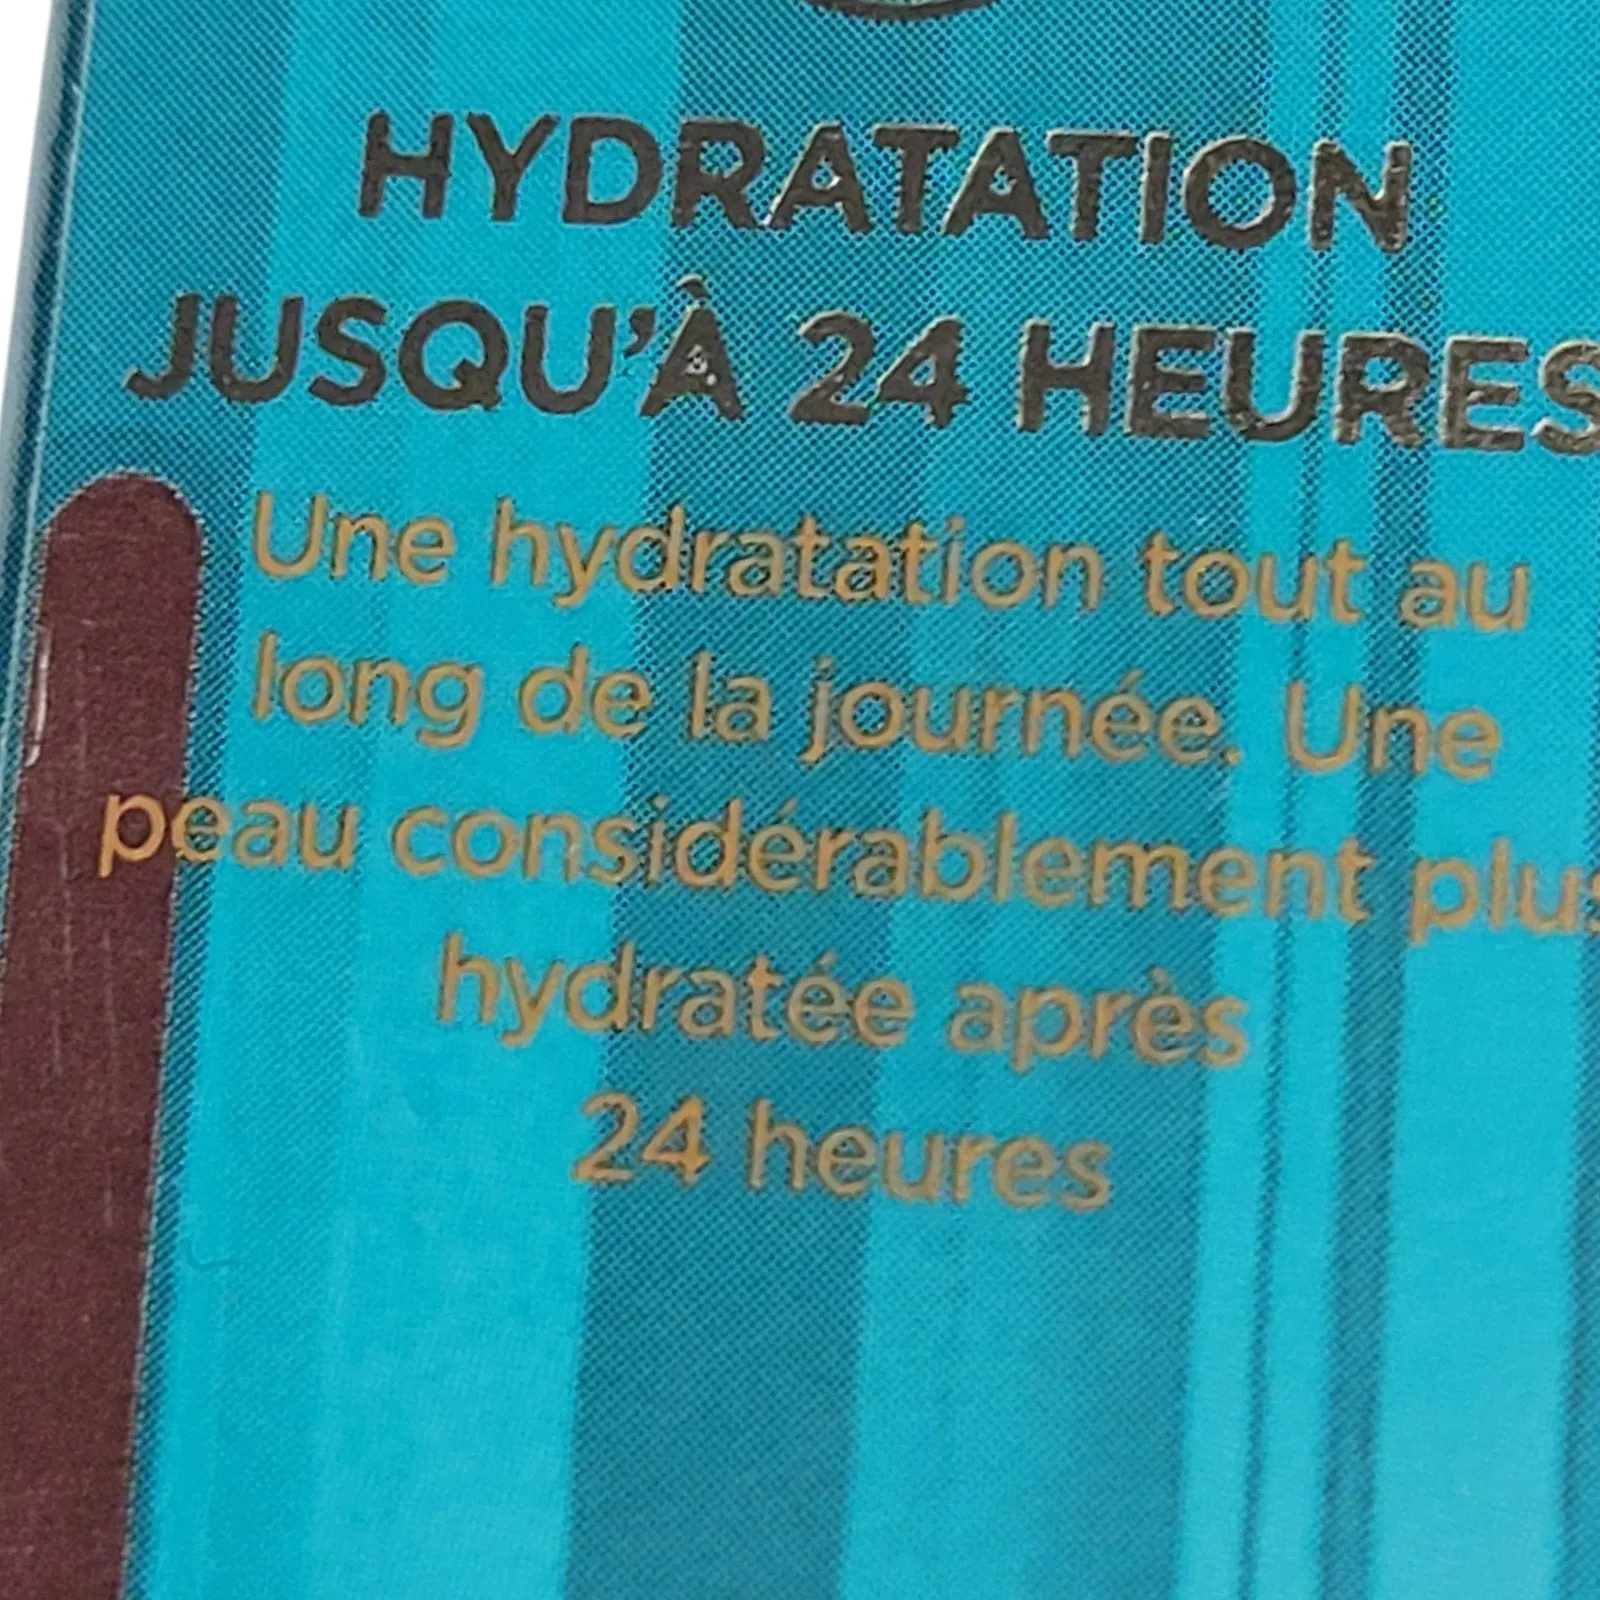 HYDRATATION
JUSQU'À 24 HEURES
Une hydratation tout au
long de la journée. Une
peau considérablement plus
hydratée après
24 heures